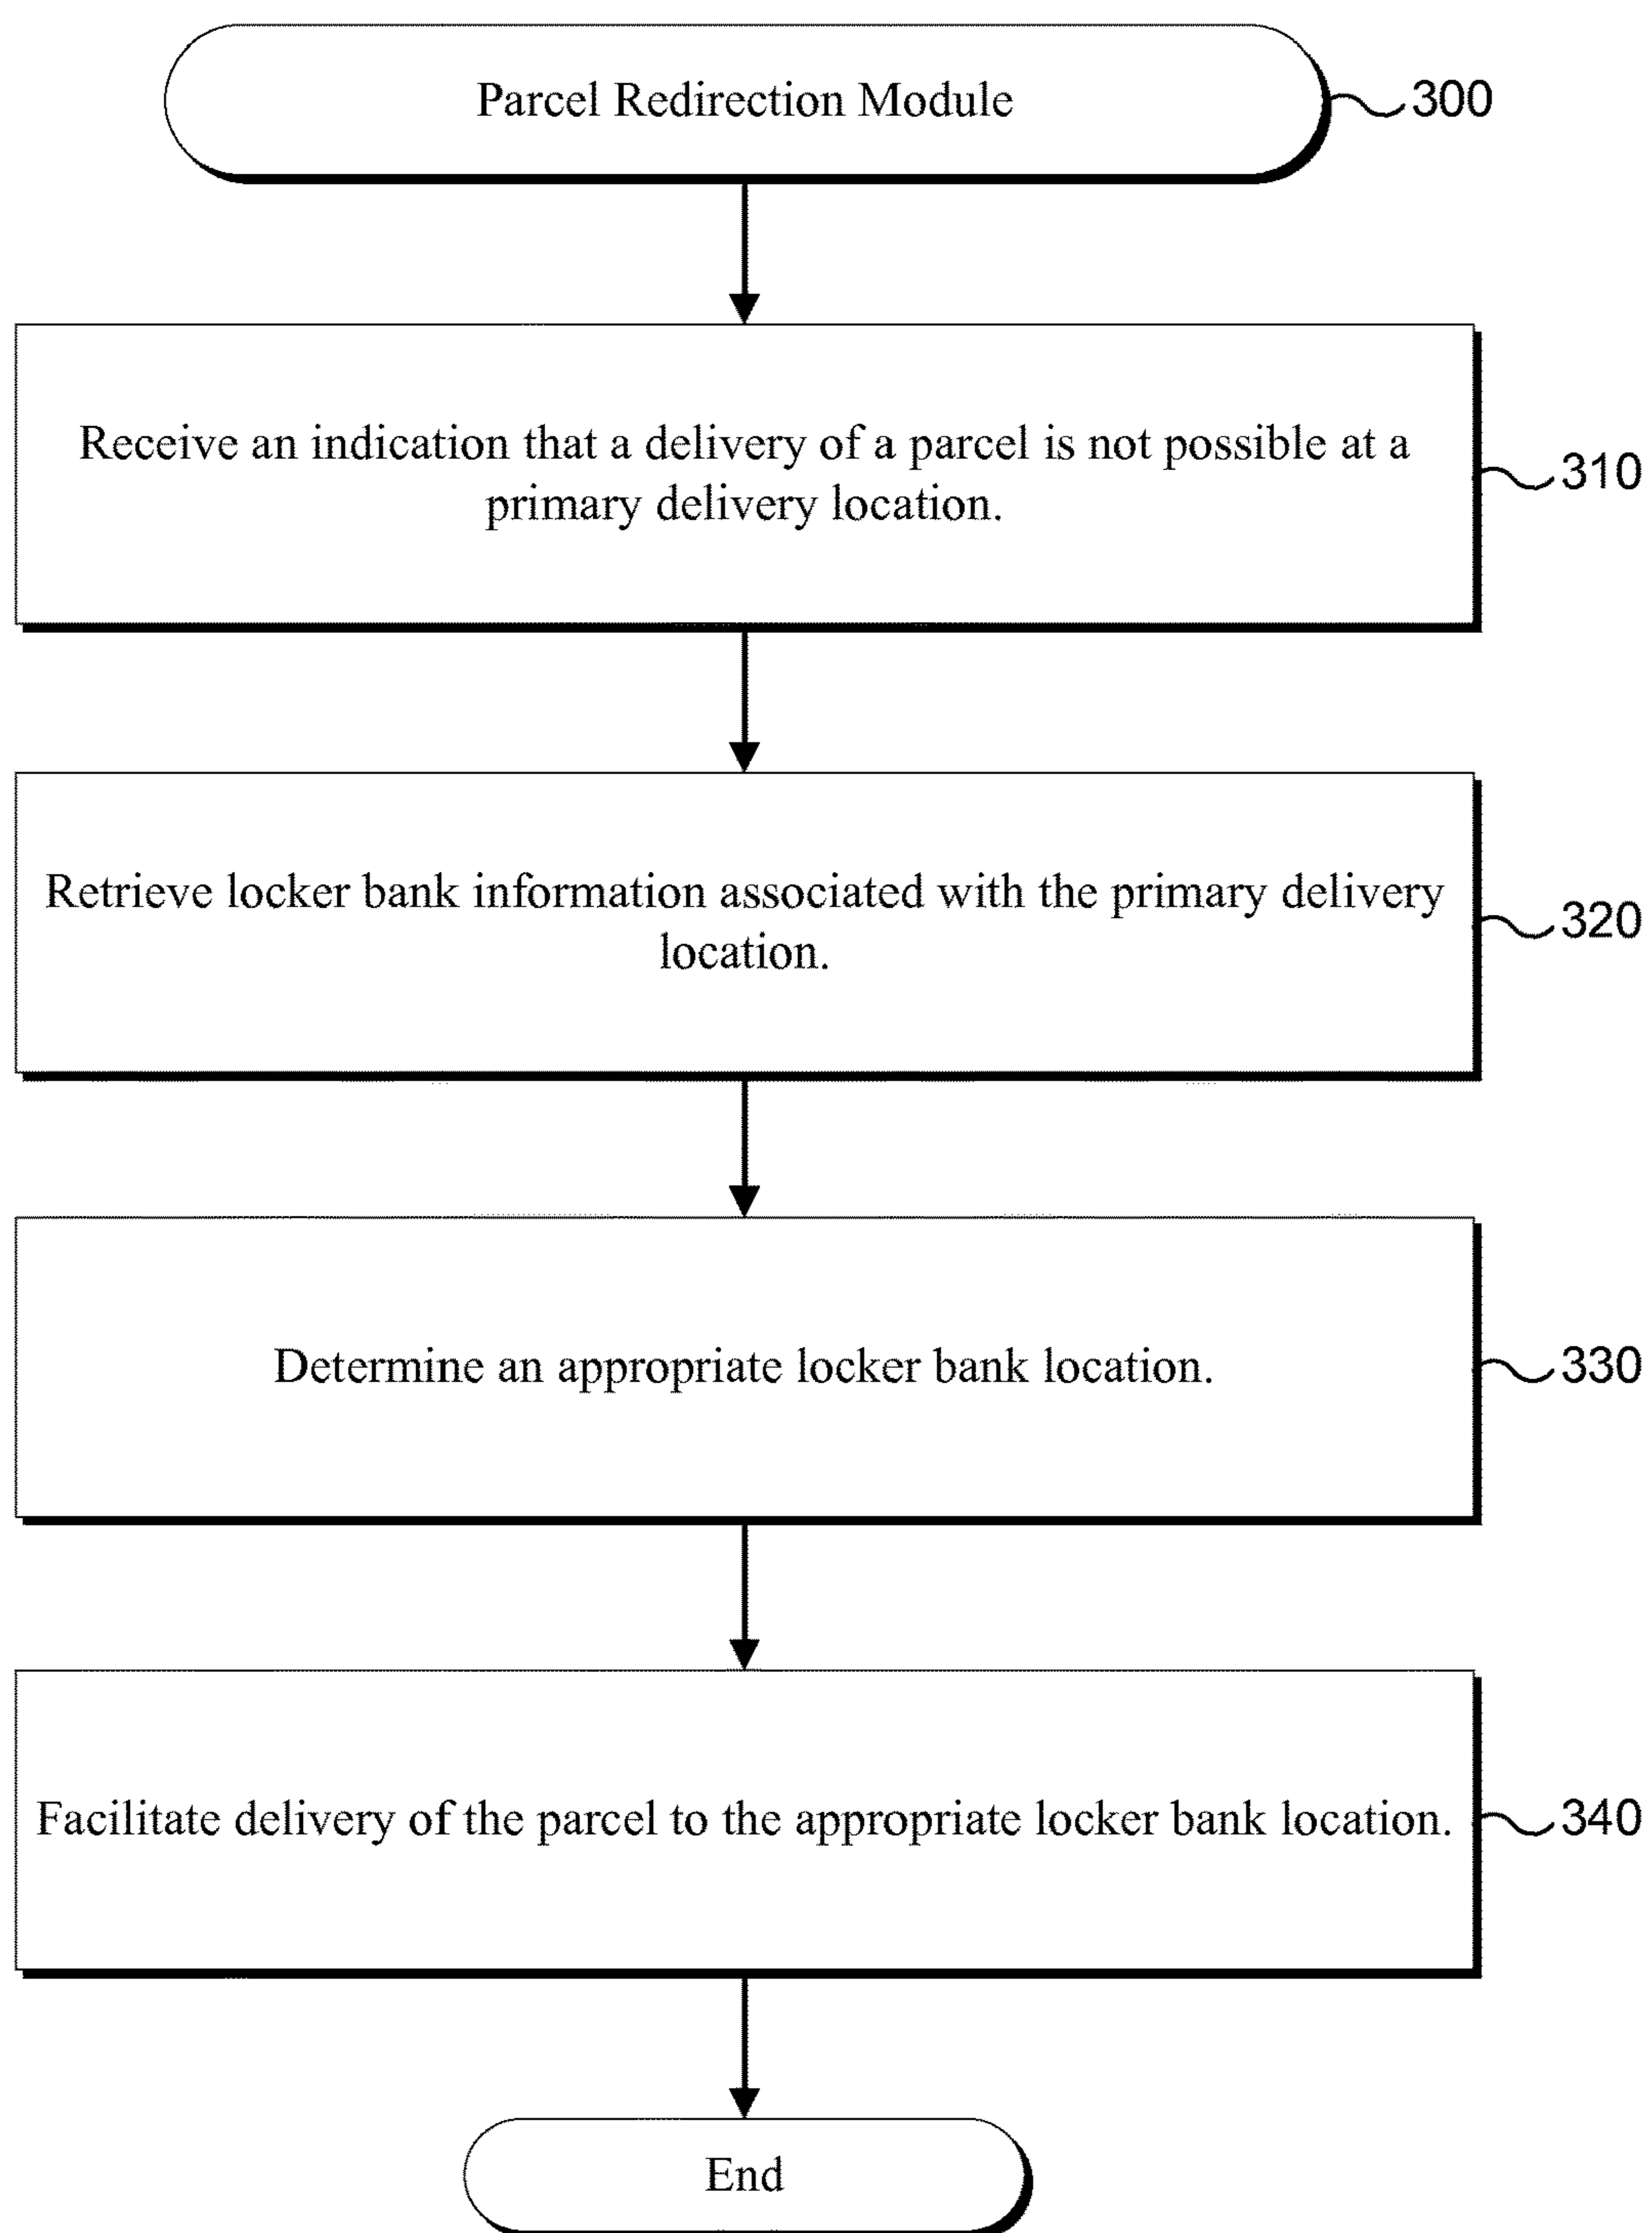 Parcel Redirection Module
300
Receive an indication that a delivery of a parcel is not possible at a
primary delivery location.
310
Retrieve locker bank information associated with the primary delivery
location.
320
Determine an appropriate locker bank location.
330
Facilitate delivery of the parcel to the appropriate locker bank location.
340
End